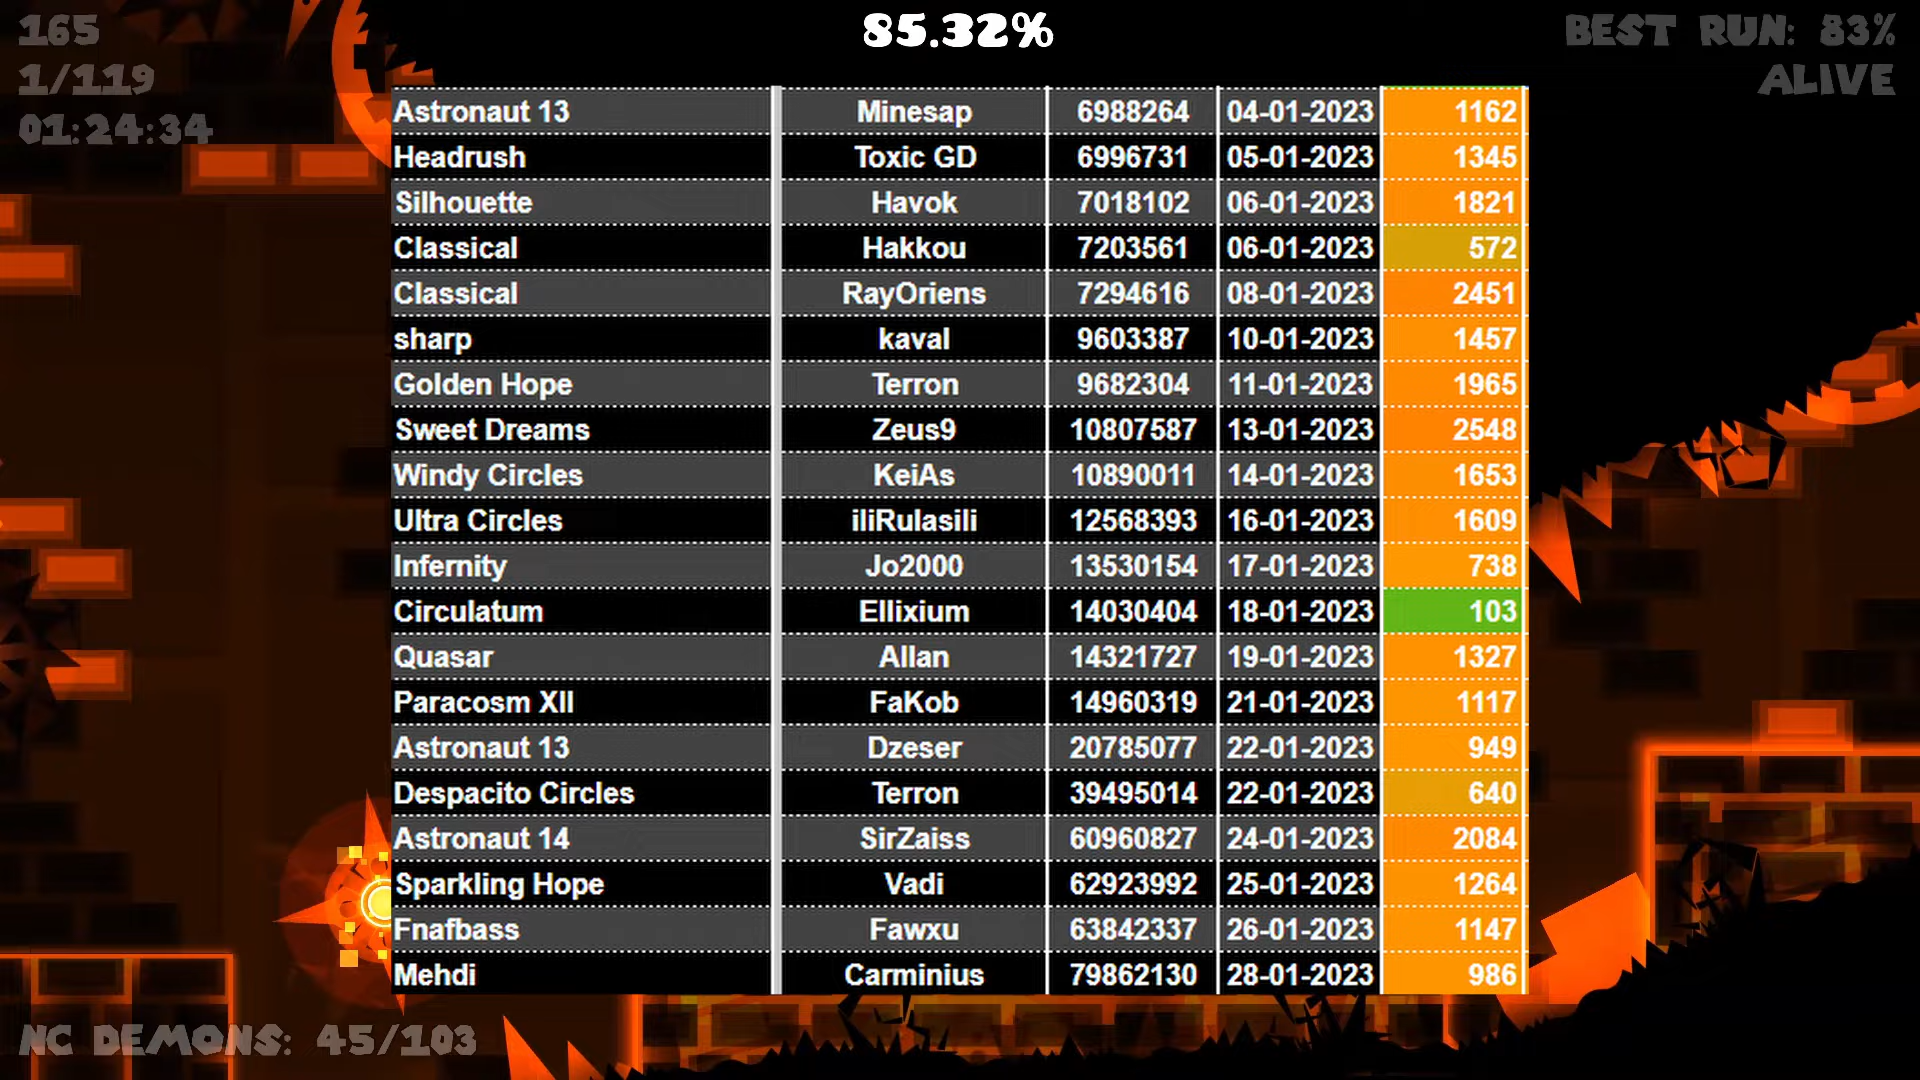 165
1/119
01:24:34
85.32%
BEST RUN: 83%
ALIVE
Astronaut 13 Minesap 6988264 04-01-2023 1162
Headrush Toxic GD 6996731 05-01-2023 1345
Silhouette Havok 7018102 06-01-2023 1821
Classical Hakkou 7203561 06-01-2023 572
Classical RayOriens 7294616 08-01-2023 2451
sharp kaval 9603387 10-01-2023 1457
Golden Hope Terron 9682304 11-01-2023 1965
Sweet Dreams Zeus9 10807587 13-01-2023 2548
Windy Circles KeiAs 10890011 14-01-2023 1653
Ultra Circles iliRulasili 12568393 16-01-2023 1609
Infernity Jo2000 13530154 17-01-2023 738
Circulatum Ellixium 14030404 18-01-2023 103
Quasar Allan 14321727 19-01-2023 1327
Paracosm XII FaKob 14960319 21-01-2023 1117
Astronaut 13 Dzeser 20785077 22-01-2023 949
Despacito Circles Terron 39495014 22-01-2023 640
Astronaut 14 SirZaiss 60960827 24-01-2023 2084
Sparkling Hope Vadi 62923992 25-01-2023 1264
Fnafbass Fawxu 63842337 26-01-2023 1147
Mehdi Carminius 79862130 28-01-2023 986
NC DEMONS: 45/103